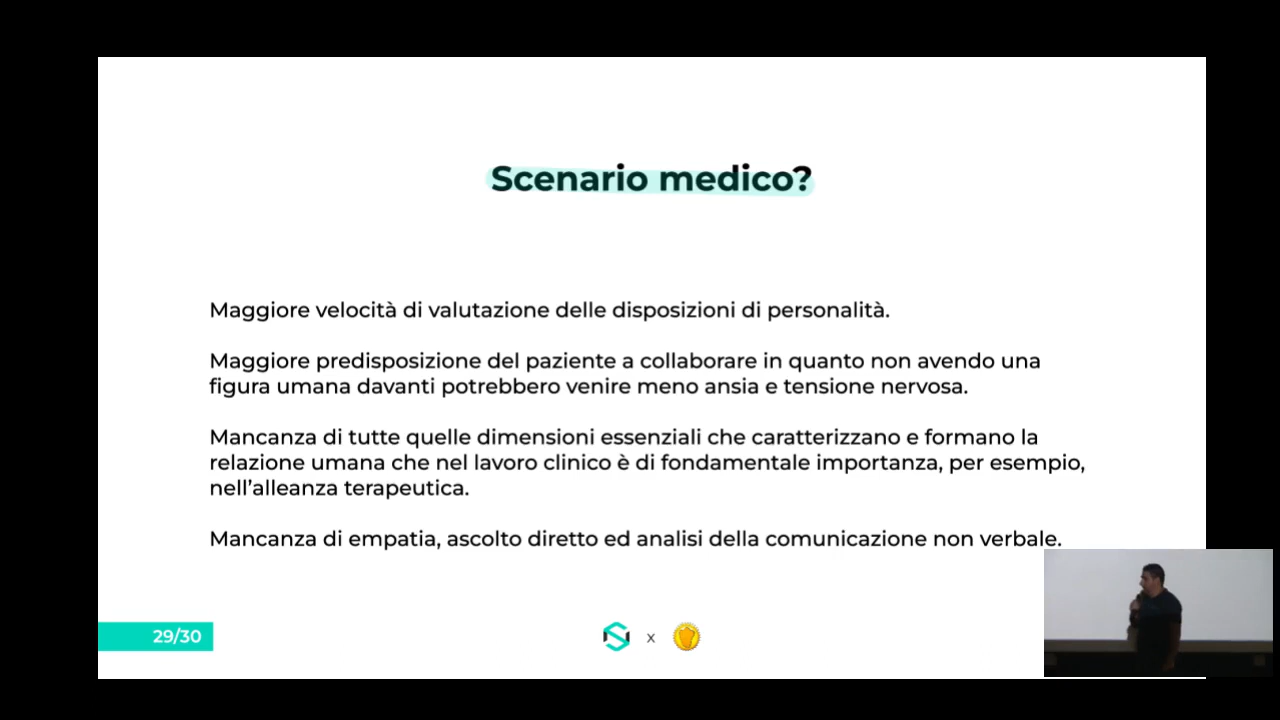 Scenario medico?
Maggiore velocità di valutazione delle disposizioni di personalità.
Maggiore predisposizione del paziente a collaborare in quanto non avendo una
figura umana davanti potrebbero venire meno ansia e tensione nervosa.
Mancanza di tutte quelle dimensioni essenziali che caratterizzano e formano la
relazione umana che nel lavoro clinico è di fondamentale importanza, per esempio,
nell'alleanza terapeutica.
Mancanza di empatia, ascolto diretto ed analisi della comunicazione non verbale.
29/30
x